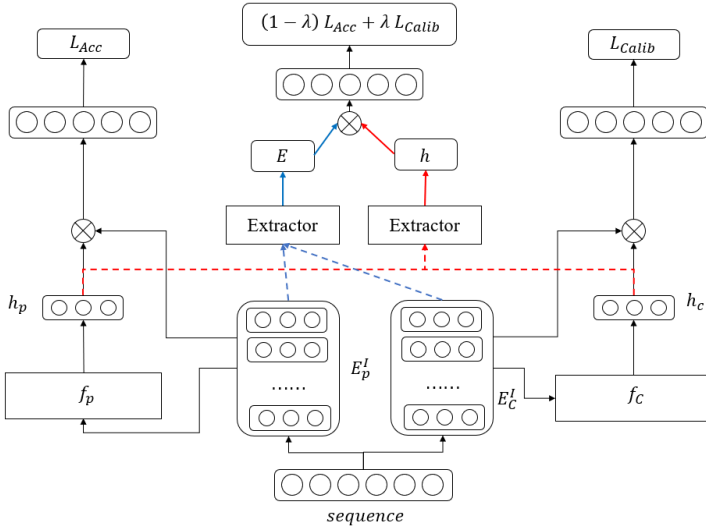 (1 − λ) L_Acc + λ L_Calib
L_Acc
L_Calib
E
h
Extractor
Extractor
h_p
h_c
E_p^I
......
......
f_p
E_C^I
f_C
sequence